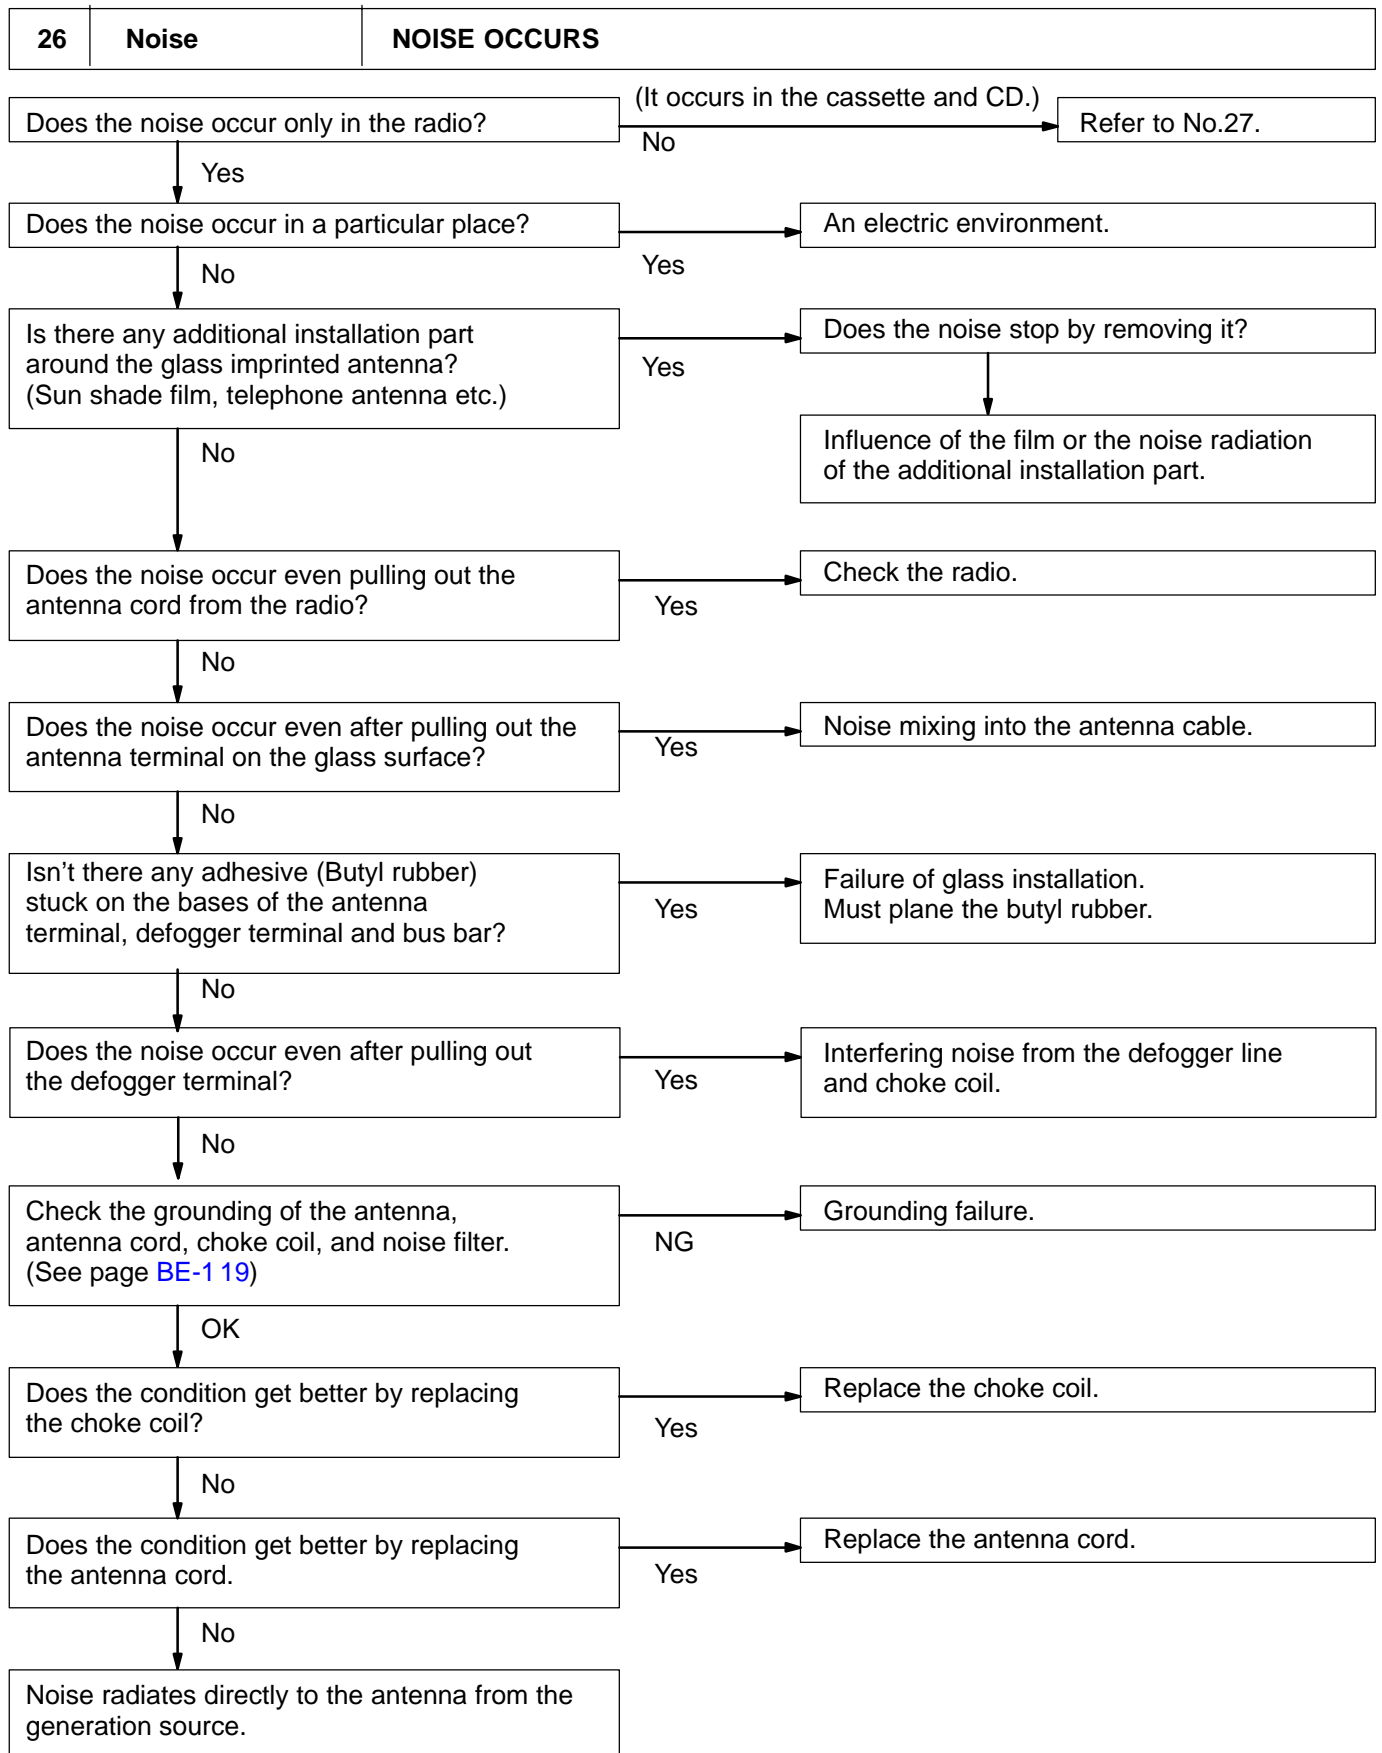 26 Noise NOISE OCCURS
(It occurs in the cassette and CD.)
Does the noise occur only in the radio?
Refer to No.27.
No
Yes
Does the noise occur in a particular place?
An electric environment.
Yes
No
Is there any additional installation part
around the glass imprinted antenna?
(Sun shade film, telephone antenna etc.)
Does the noise stop by removing it?
Yes
Influence of the film or the noise radiation
of the additional installation part.
No
Does the noise occur even pulling out the
antenna cord from the radio?
Check the radio.
Yes
No
Does the noise occur even after pulling out the
antenna terminal on the glass surface?
Noise mixing into the antenna cable.
Yes
No
Isn't there any adhesive (Butyl rubber)
stuck on the bases of the antenna
terminal, defogger terminal and bus bar?
Failure of glass installation.
Must plane the butyl rubber.
Yes
No
Does the noise occur even after pulling out
the defogger terminal?
Interfering noise from the defogger line
and choke coil.
Yes
No
Check the grounding of the antenna,
antenna cord, choke coil, and noise filter.
(See page BE-1 19)
Grounding failure.
NG
OK
Does the condition get better by replacing
the choke coil?
Replace the choke coil.
Yes
No
Does the condition get better by replacing
the antenna cord.
Replace the antenna cord.
Yes
No
Noise radiates directly to the antenna from the
generation source.